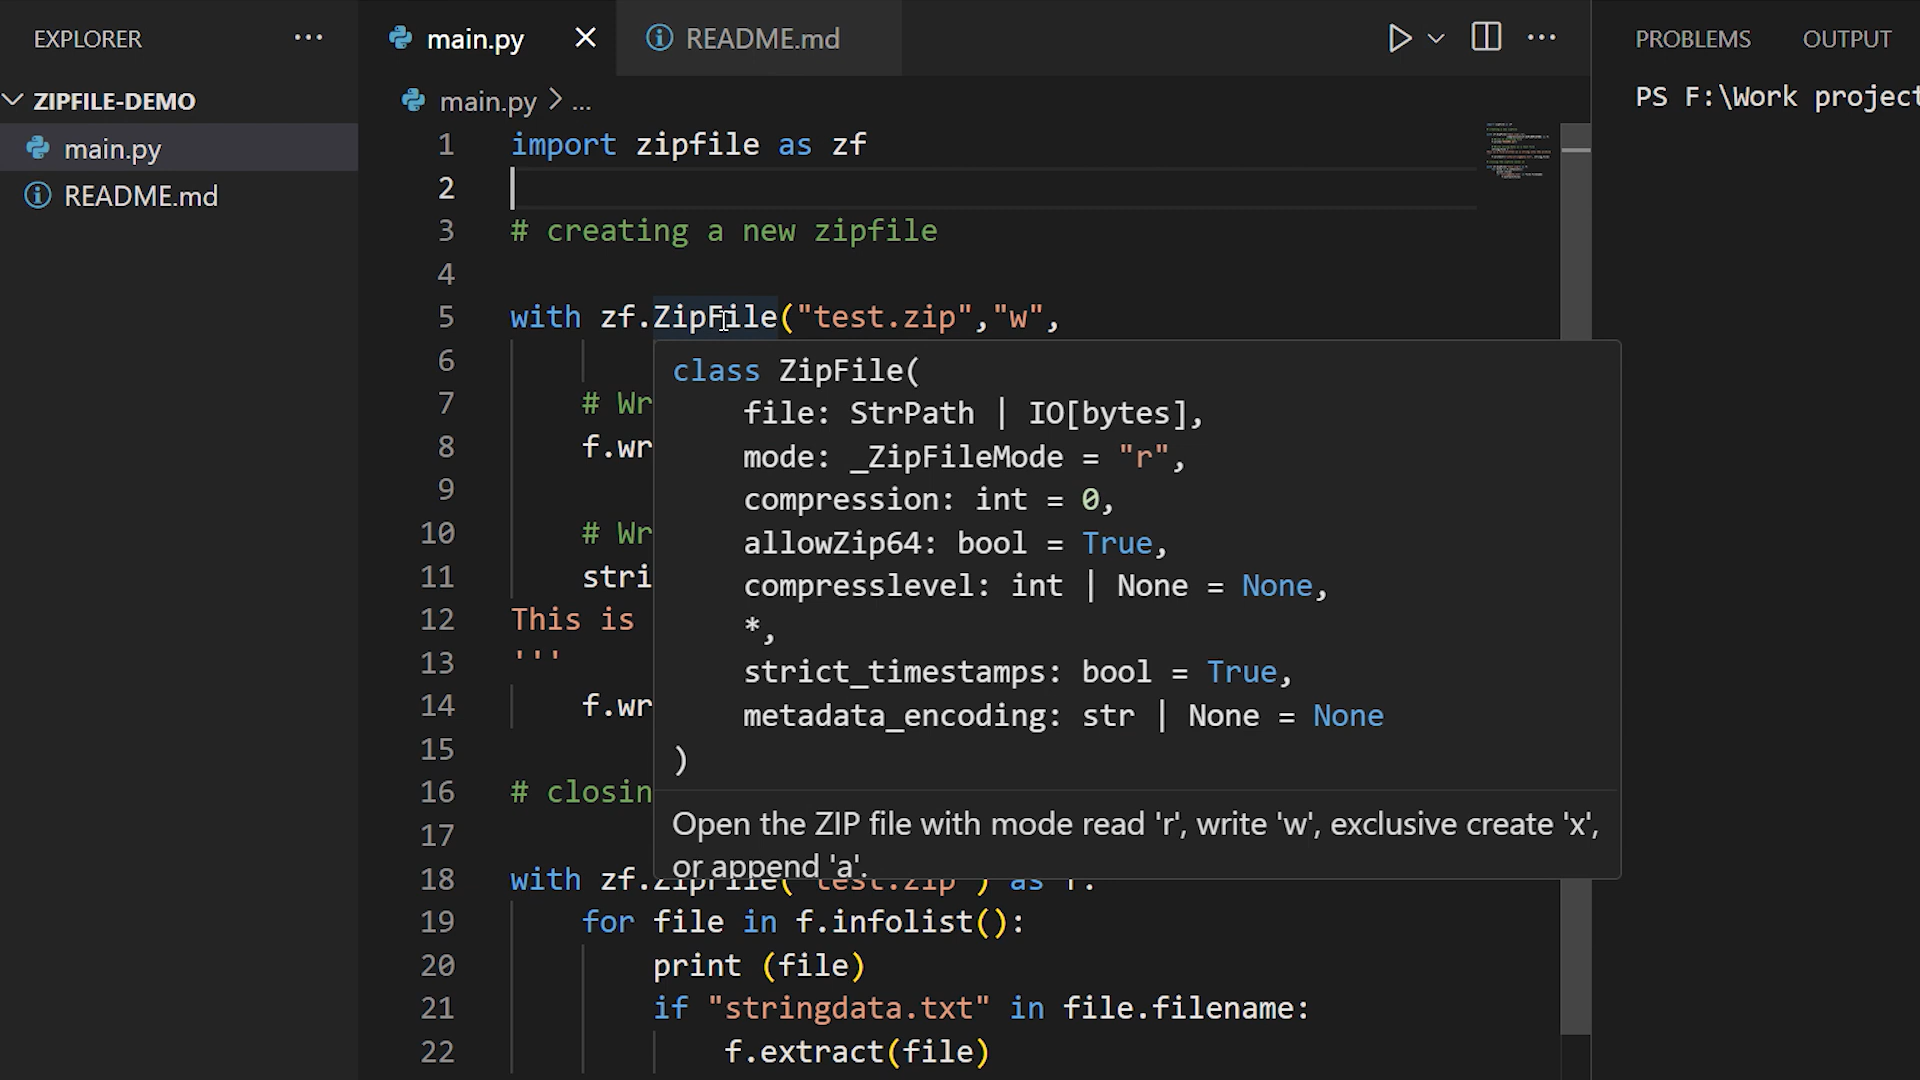 EXPLORER ...
ZIPFILE-DEMO
main.py
README.md
main.py
README.md
main.py > ...
1 import zipfile as zf
2
3 # creating a new zipfile
4
5 with zf.ZipFile("test.zip","w",
6
7 # Wr
8 f.wr
9
10 # Wr
11 stri
12 This is
13 '''
14 f.wr
15
16 # closin
17
18 with zf.ZipFile("test.zip") as f:
19 for file in f.infolist():
20 print (file)
21 if "stringdata.txt" in file.filename:
22 f.extract(file)
class ZipFile(
file: StrPath | IO[bytes],
mode: _ZipFileMode = "r",
compression: int = 0,
allowZip64: bool = True,
compresslevel: int | None = None,
*,
strict_timestamps: bool = True,
metadata_encoding: str | None = None
)
Open the ZIP file with mode read 'r', write 'w', exclusive create 'x',
or append 'a'.
PROBLEMS OUTPUT
PS F:\Work project